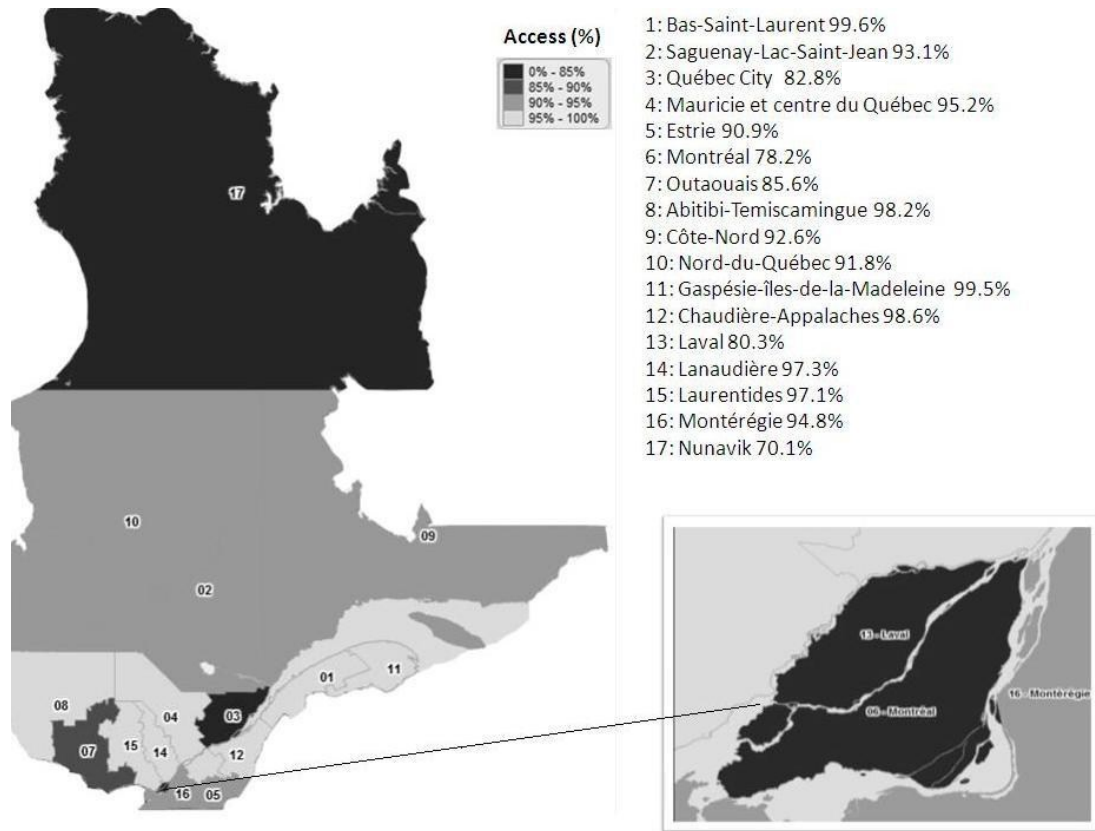 Access (%)
0% - 85%
85% - 90%
90% - 95%
95% - 100%
1: Bas-Saint-Laurent 99.6%
2: Saguenay-Lac-Saint-Jean 93.1%
3: Québec City 82.8%
4: Mauricie et centre du Québec 95.2%
5: Estrie 90.9%
6: Montréal 78.2%
7: Outaouais 85.6%
8: Abitibi-Temiscamingue 98.2%
9: Côte-Nord 92.6%
10: Nord-du-Québec 91.8%
11: Gaspésie-îles-de-la-Madeleine 99.5%
12: Chaudière-Appalaches 98.6%
13: Laval 80.3%
14: Lanaudière 97.3%
15: Laurentides 97.1%
16: Montérégie 94.8%
17: Nunavik 70.1%
17
10
09
02
01
11
08
03
04
07
15
14
12
16
05
13 - Laval
16 - Montérégie
06 - Montréal